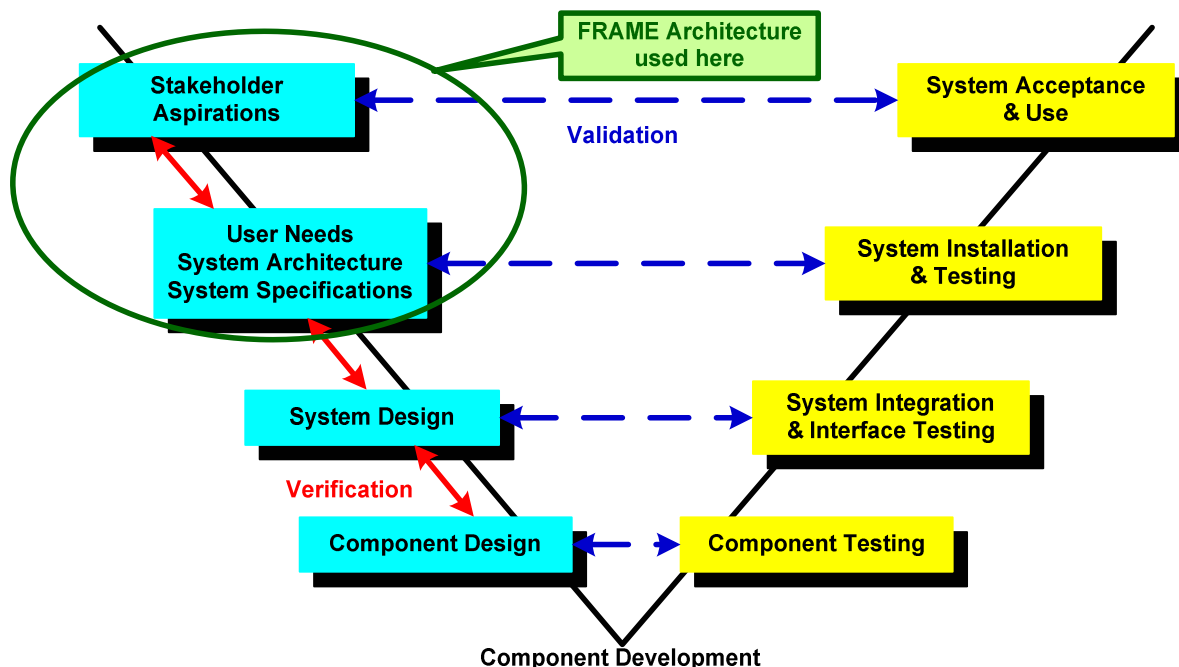 FRAME Architecture
used here
Stakeholder
Aspirations
System Acceptance
& Use
Validation
User Needs
System Architecture
System Specifications
System Installation
& Testing
System Design
System Integration
& Interface Testing
Verification
Component Design
Component Testing
Component Development